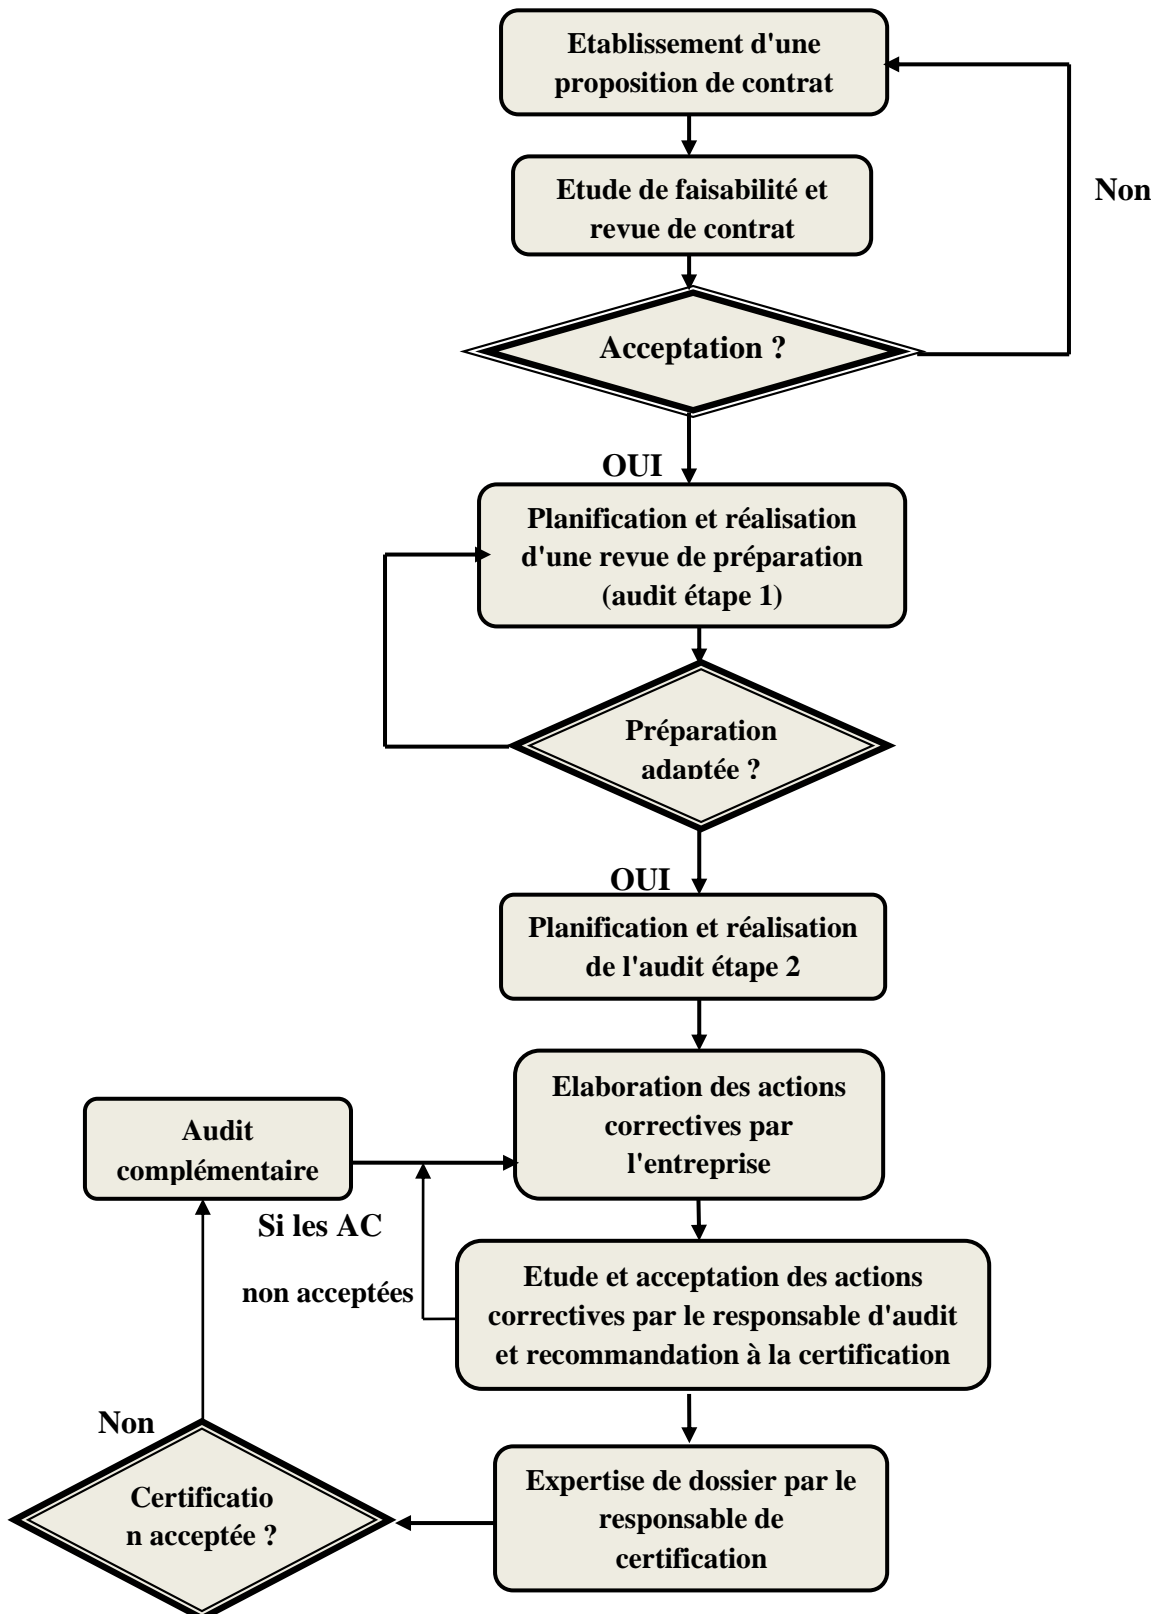 Etablissement d'une
proposition de contrat
Non
Etude de faisabilité et
revue de contrat
Acceptation ?
OUI
Planification et réalisation
d'une revue de préparation
(audit étape 1)
Préparation
adaptée ?
OUI
Planification et réalisation
de l'audit étape 2
Elaboration des actions
correctives par
l'entreprise
Audit
complémentaire
Si les AC
non acceptées
Etude et acceptation des actions
correctives par le responsable d'audit
et recommandation à la certification
Non
Expertise de dossier par le
responsable de
certification
Certificatio
n acceptée ?